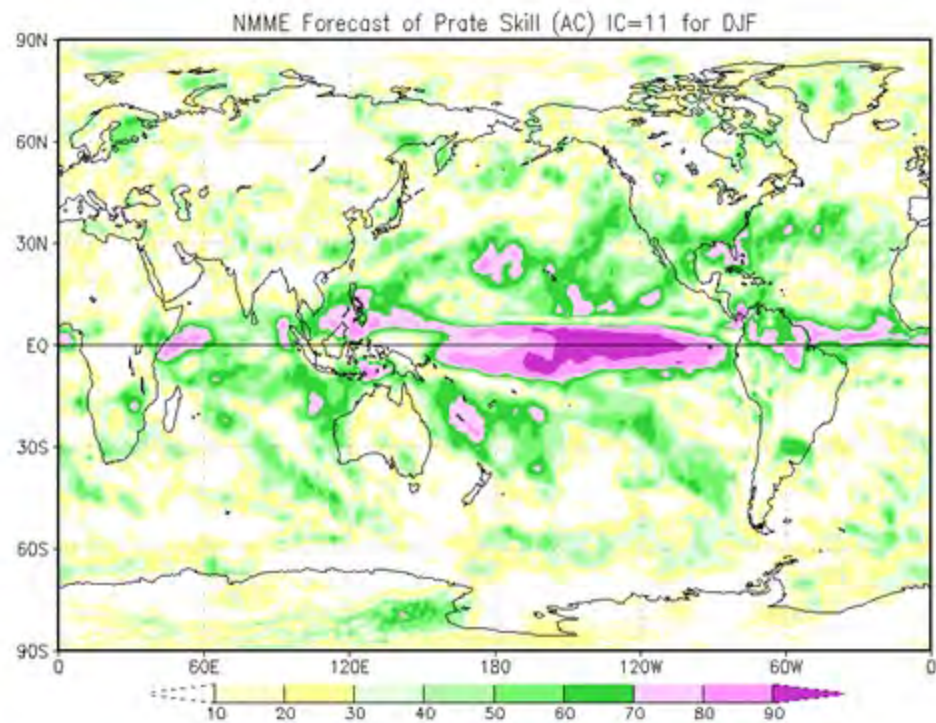 NMME Forecast of Prate Skill (AC) IC=11 for DJF
90N
60N
30N
EQ
30S
60S
90S
0 60E 120E 180 120W 60W 0
10 20 30 40 50 60 70 80 90